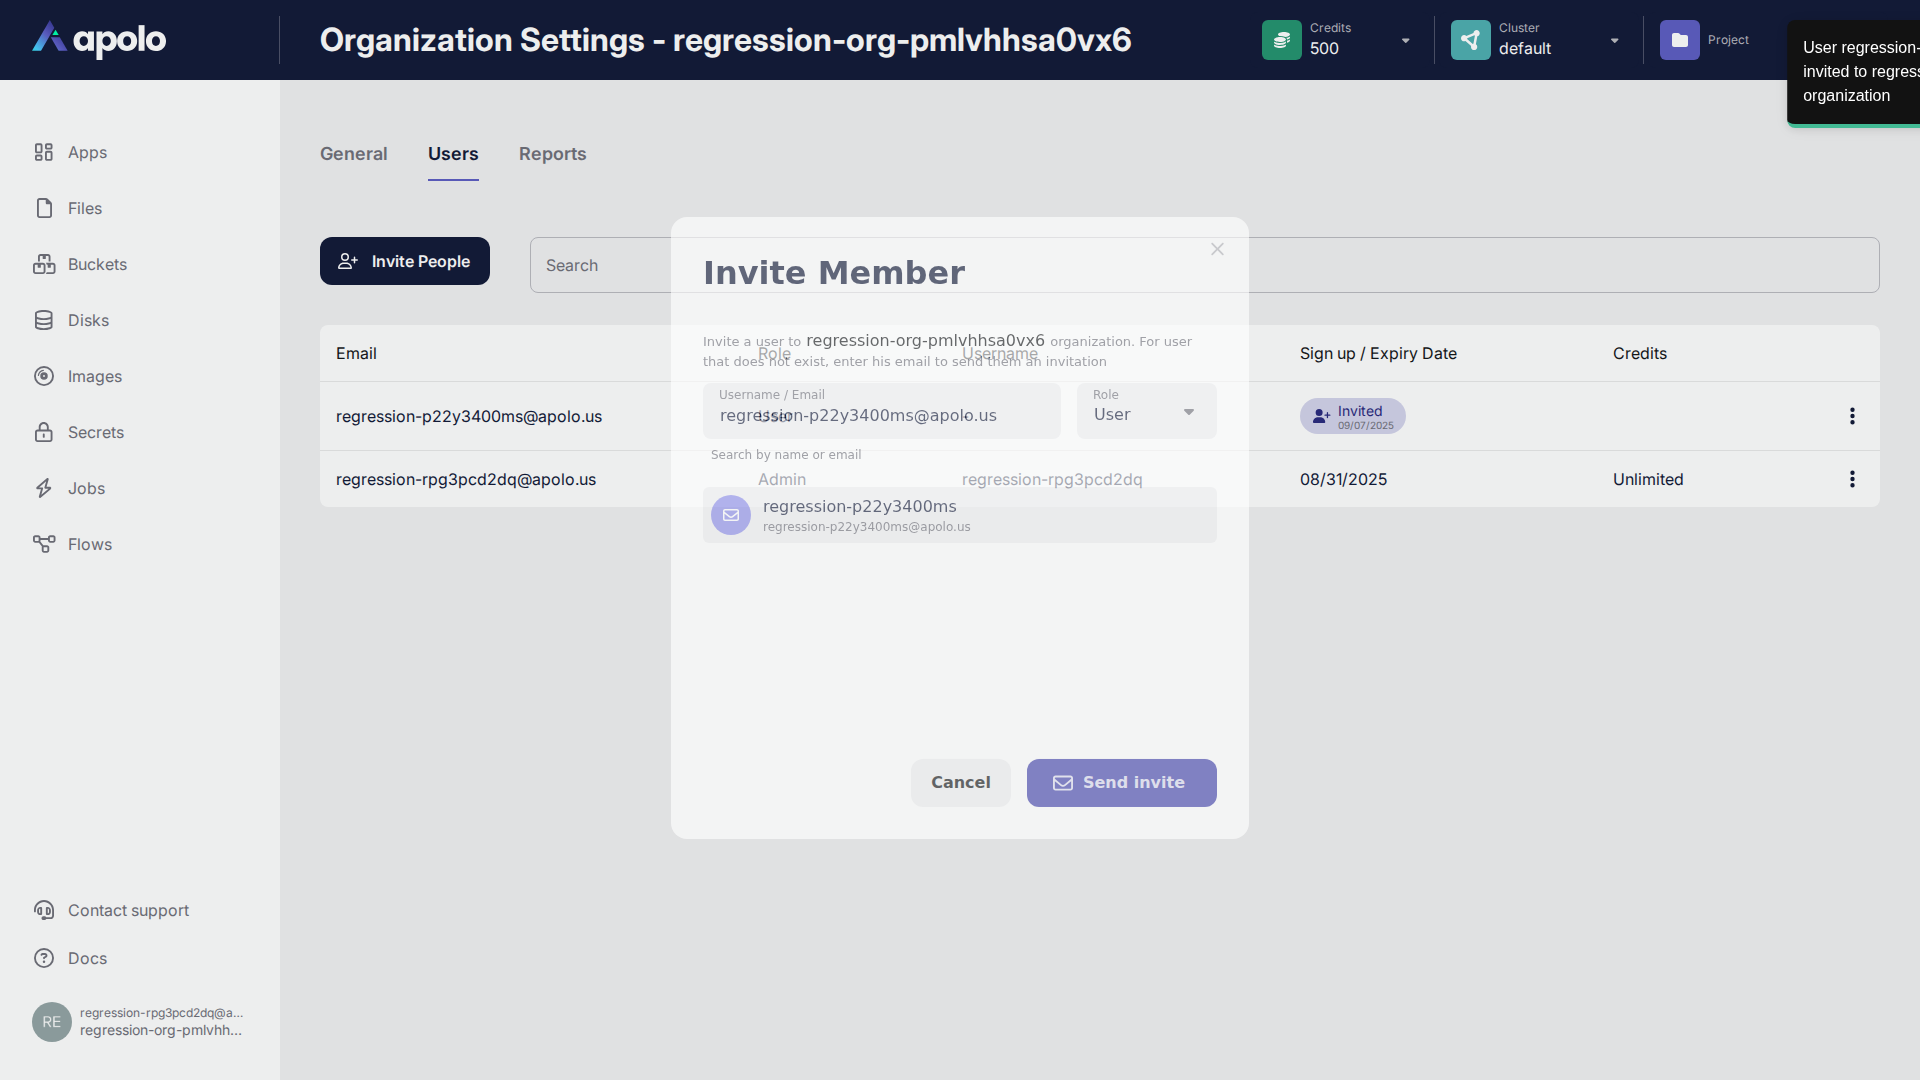 apolo
Organization Settings - regression-org-pmlvhhsa0vx6
Credits
500
Cluster
default
Project
User regression-
invited to regress
organization
Apps
Files
Buckets
Disks
Images
Secrets
Jobs
Flows
Contact support
Docs
RE
regression-rpg3pcd2dq@a...
regression-org-pmlvhh...
General
Users
Reports
Invite People
Search
Email
Role
Username
Sign up / Expiry Date
Credits
regression-p22y3400ms@apolo.us
User
-
Invited
09/07/2025
regression-rpg3pcd2dq@apolo.us
Admin
regression-rpg3pcd2dq
08/31/2025
Unlimited
Invite Member
Invite a user to regression-org-pmlvhhsa0vx6 organization. For user
that does not exist, enter his email to send them an invitation
Username / Email
regression-p22y3400ms@apolo.us
Role
User
Search by name or email
regression-p22y3400ms
regression-p22y3400ms@apolo.us
Cancel
Send invite